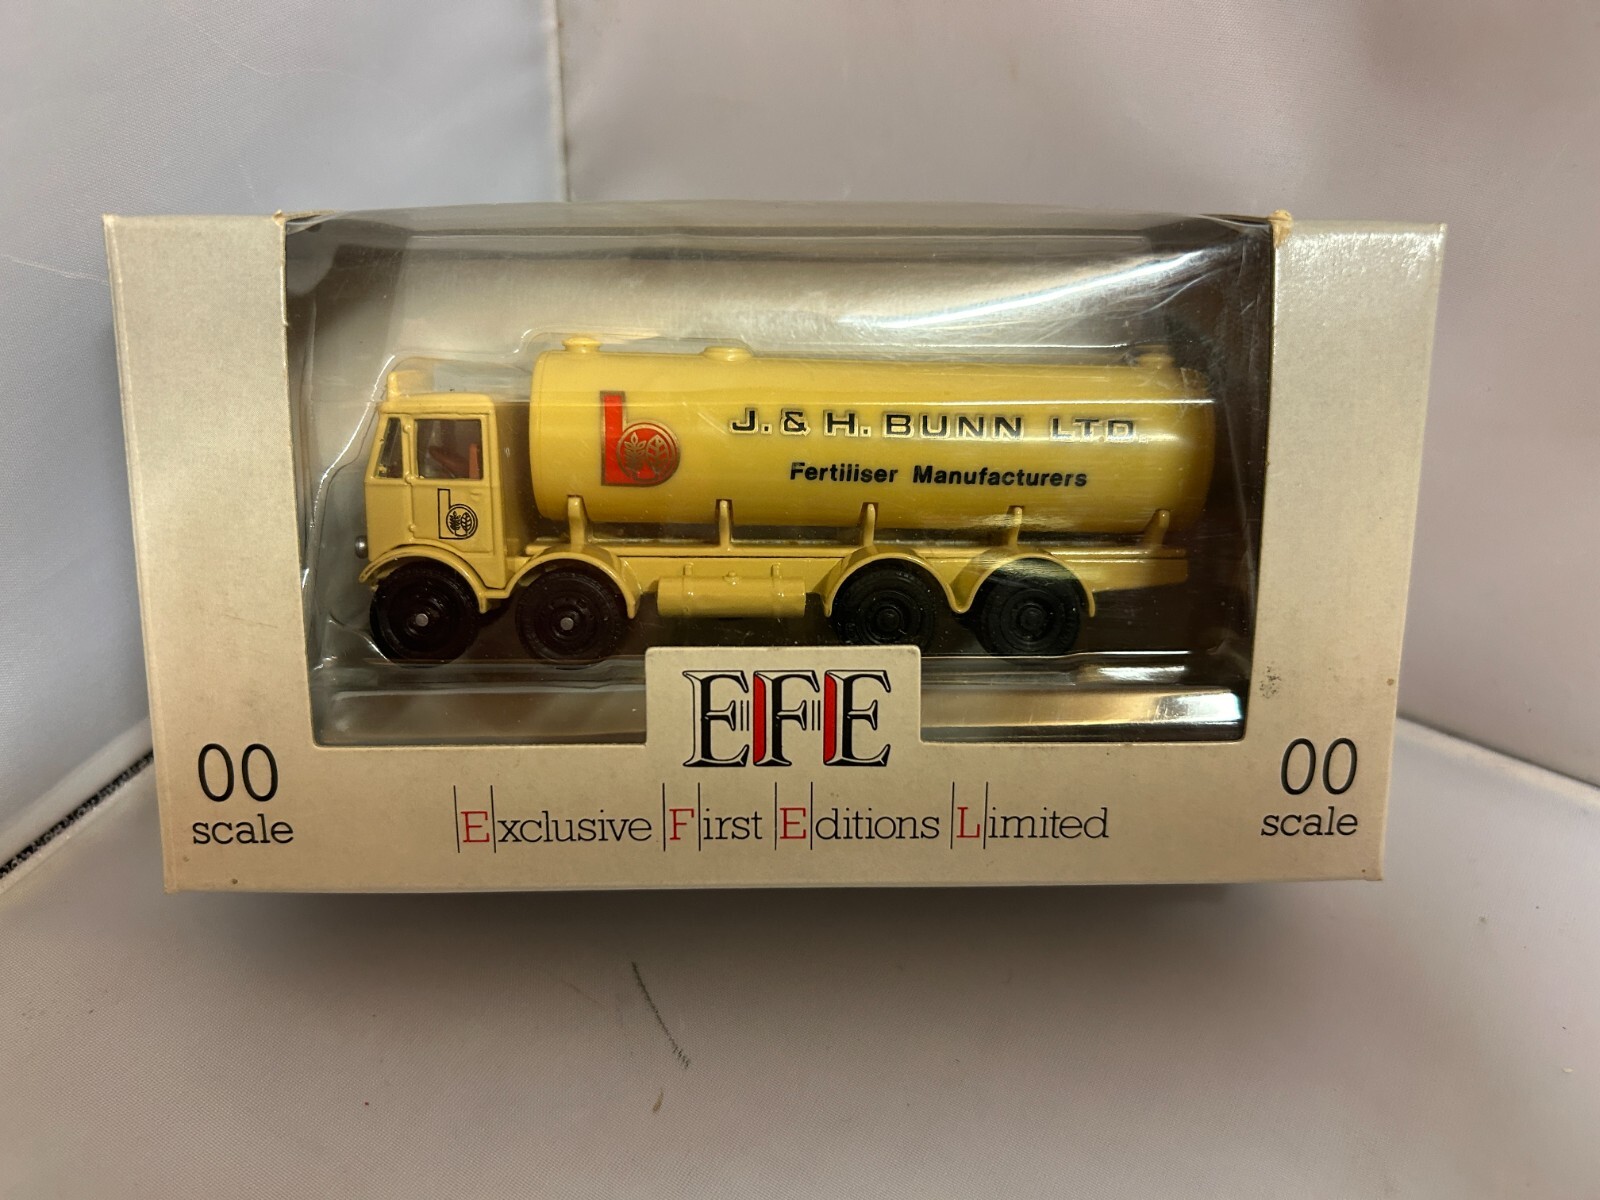 b
J. & H. BUNN LTD.
Fertiliser Manufacturers
b
EFE
00 scale
Exclusive First Editions Limited
00 scale